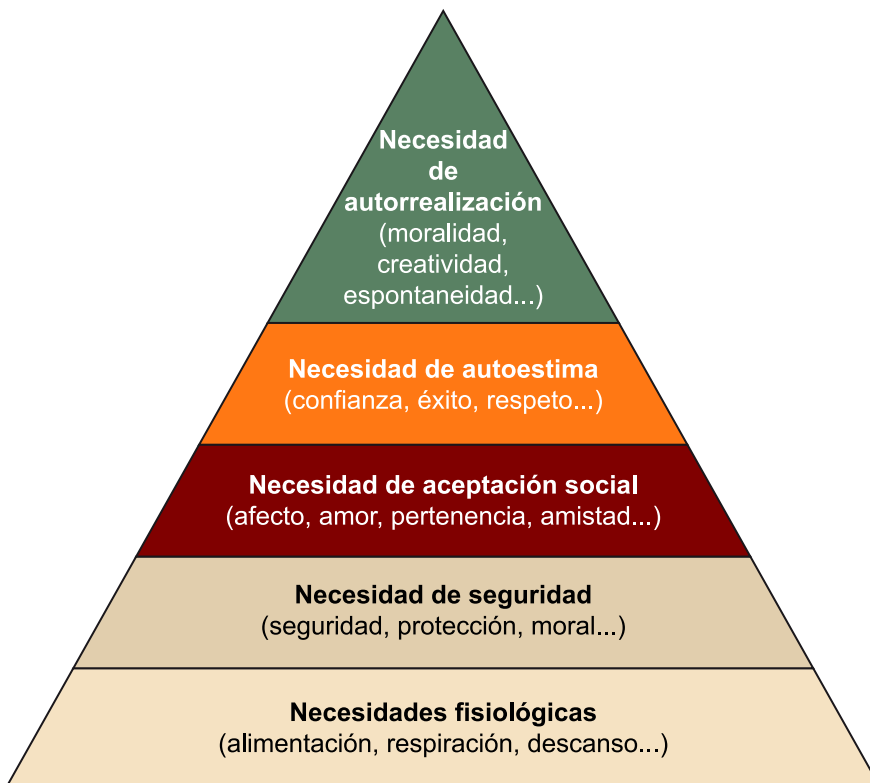 Necesidad
de
autorrealización
(moralidad,
creatividad,
espontaneidad...)
Necesidad de autoestima
(confianza, éxito, respeto...)
Necesidad de aceptación social
(afecto, amor, pertenencia, amistad...)
Necesidad de seguridad
(seguridad, protección, moral...)
Necesidades fisiológicas
(alimentación, respiración, descanso...)